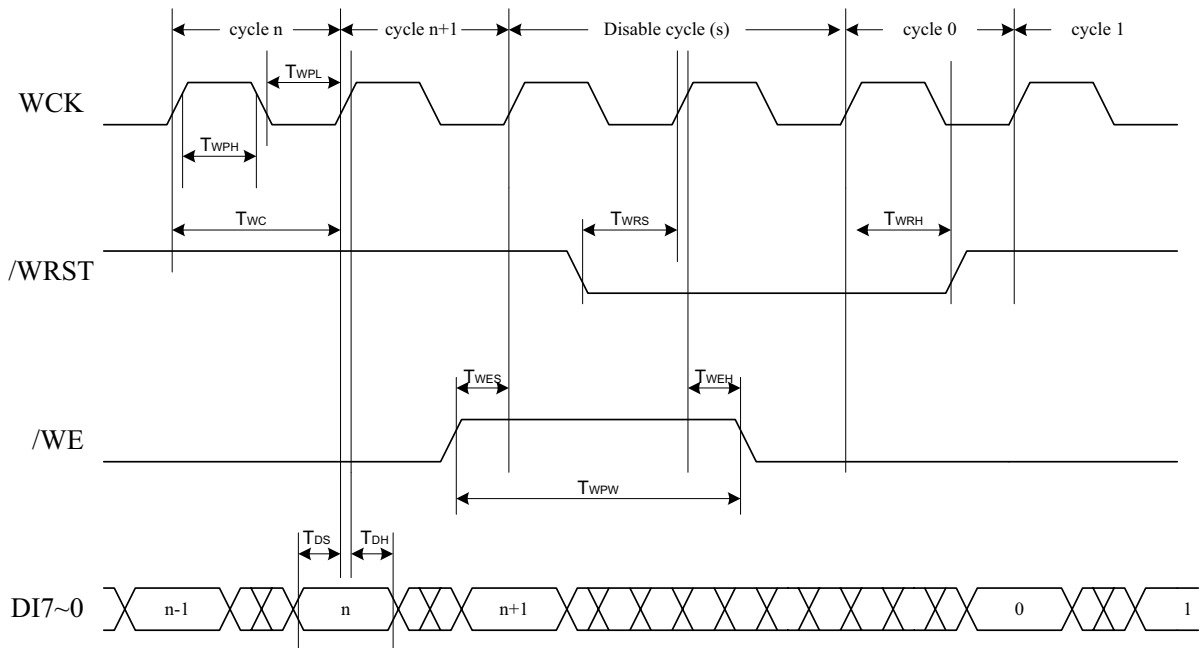 cycle n cycle n+1 Disable cycle (s) cycle 0 cycle 1
TWPL
WCK
TWPH
TWC TWRS TWRH
/WRST
TWES TWEH
/WE
TWPW
TDS TDH
DI7~0 n-1 n n+1 0 1